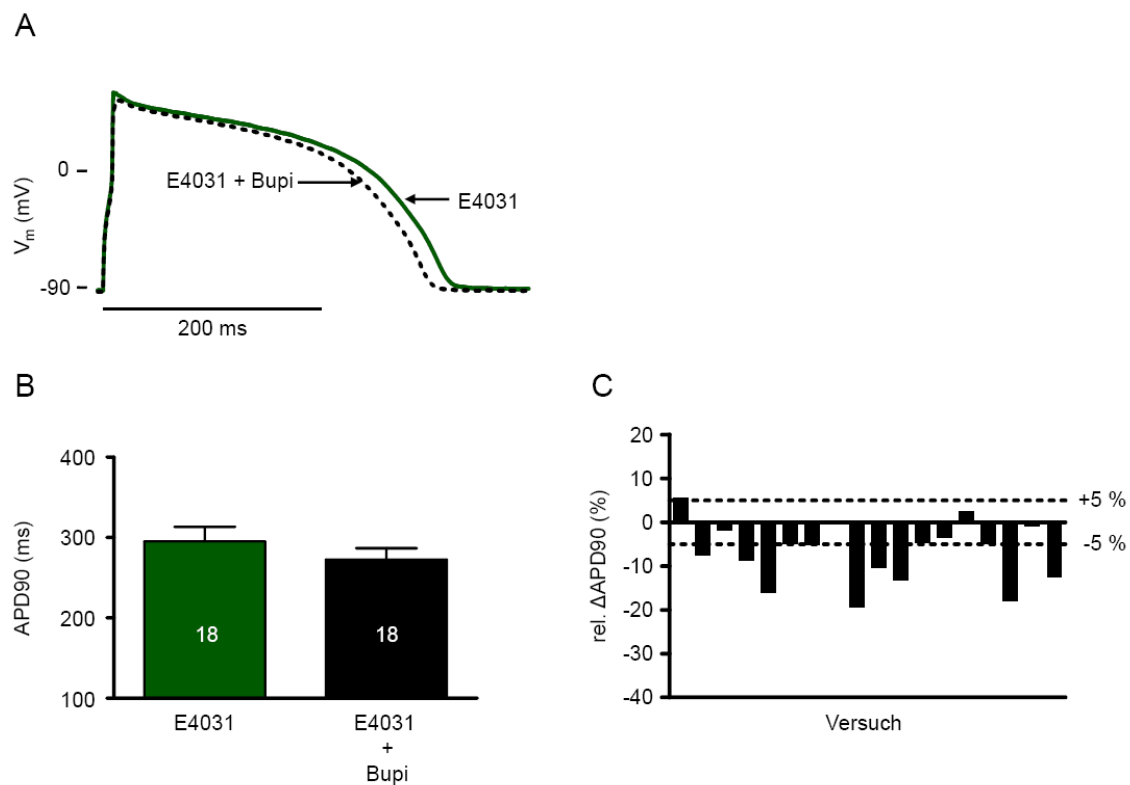 A
0
E4031 + Bupi
E4031
Vm (mV)
-90
200 ms
B
400
300
200
100
APD90 (ms)
18
18
E4031
E4031
+
Bupi
C
20
10
0
-10
-20
-30
-40
rel. ΔAPD90 (%)
+5 %
-5 %
Versuch